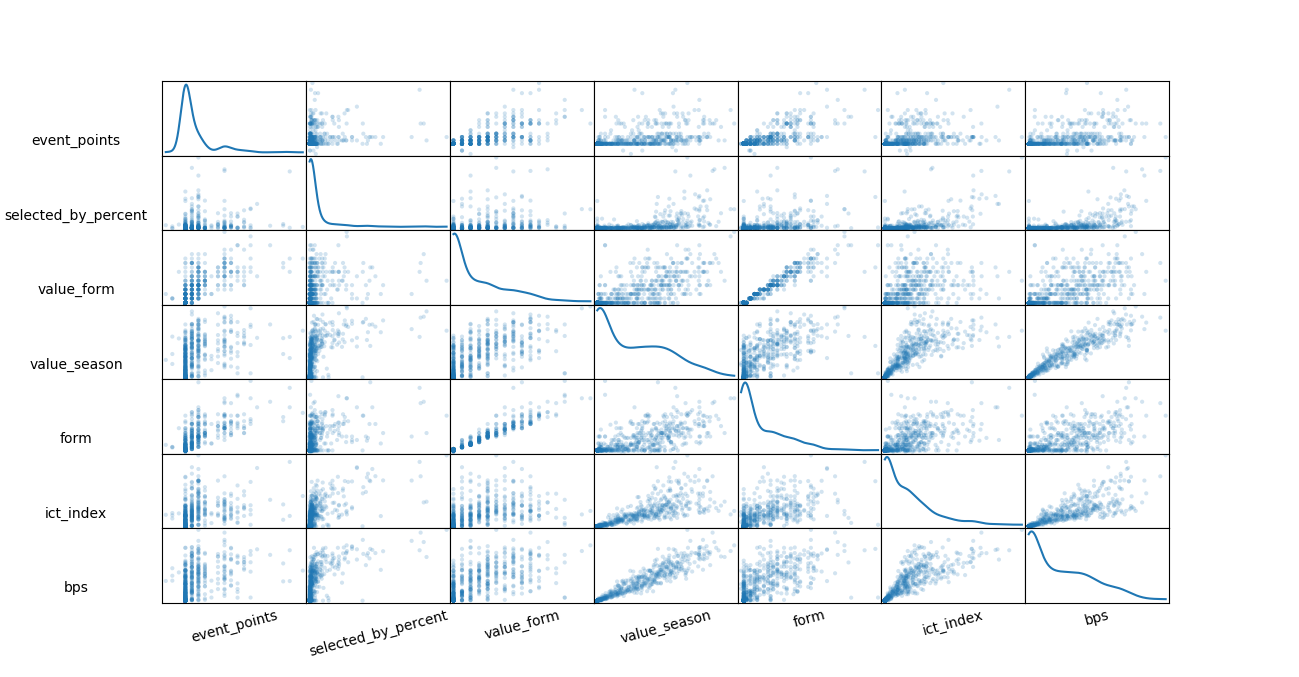 event_points
selected_by_percent
value_form
value_season
form
ict_index
bps
event_points
selected_by_percent
value_form
value_season
form
ict_index
bps